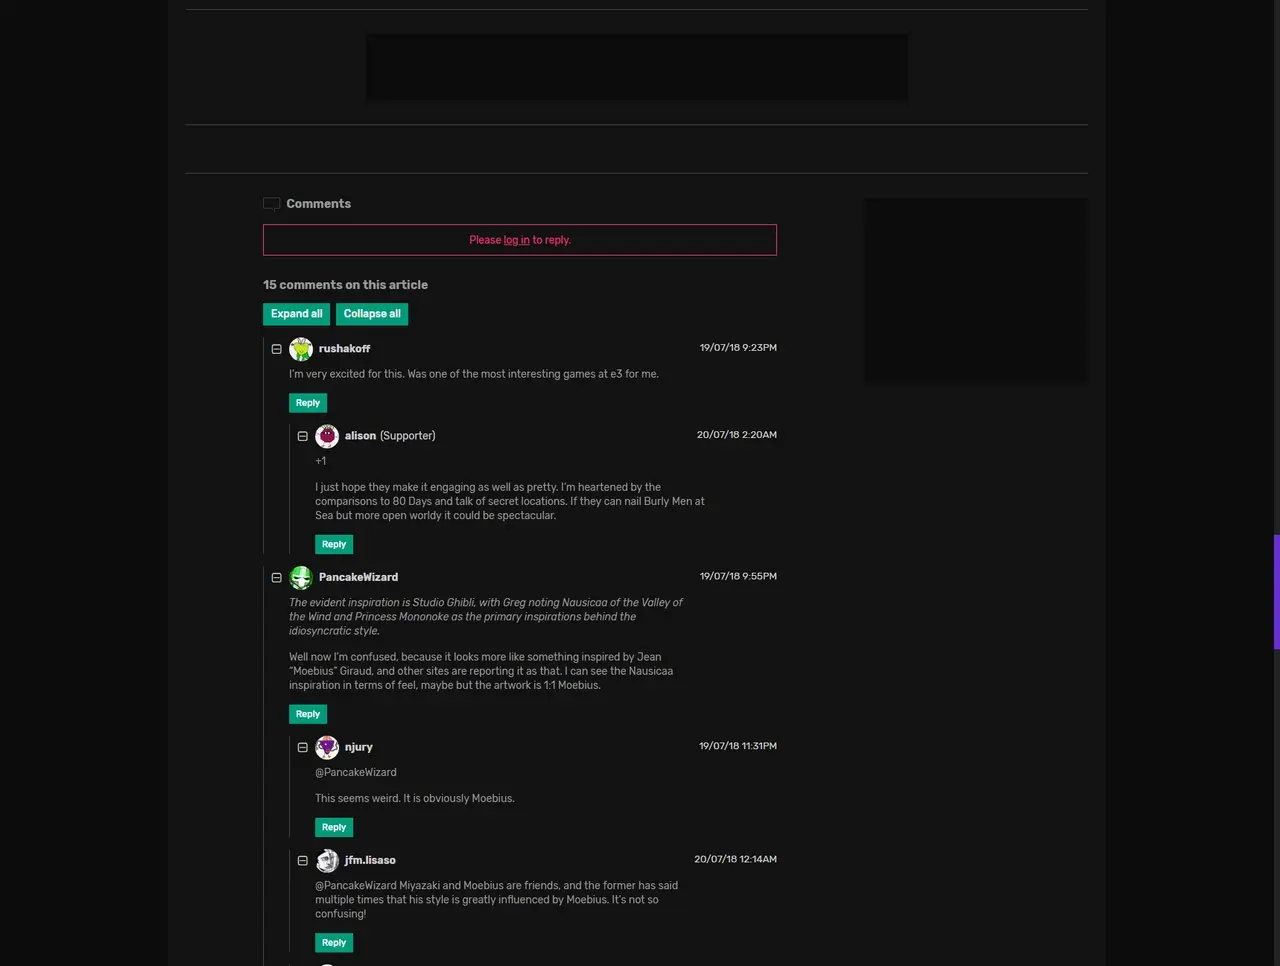 Comments
Please log in to reply.
15 comments on this article
Expand all Collapse all
rushakoff 19/07/18 9:23PM
I'm very excited for this. Was one of the most interesting games at e3 for me.
Reply
alison (Supporter) 20/07/18 2:20AM
+1
I just hope they make it engaging as well as pretty. I'm heartened by the
comparisons to 80 Days and talk of secret locations. If they can nail Burly Men at
Sea but more open worldy it could be spectacular.
Reply
PancakeWizard 19/07/18 9:55PM
The evident inspiration is Studio Ghibli, with Greg noting Nausicaa of the Valley of
the Wind and Princess Mononoke as the primary inspirations behind the
idiosyncratic style.
Well now I'm confused, because it looks more like something inspired by Jean
“Moebius” Giraud, and other sites are reporting it as that. I can see the Nausicaa
inspiration in terms of feel, maybe but the artwork is 1:1 Moebius.
Reply
njury 19/07/18 11:31PM
@PancakeWizard
This seems weird. It is obviously Moebius.
Reply
jfm.lisaso 20/07/18 12:14AM
@PancakeWizard Miyazaki and Moebius are friends, and the former has said
multiple times that his style is greatly influenced by Moebius. It's not so
confusing!
Reply